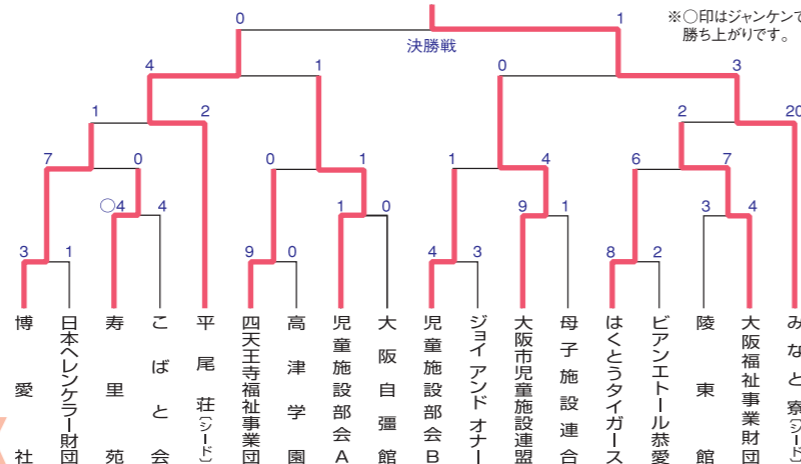 0
1
※○印はジャンケンで
勝ち上がりです。
決勝戦
4
1
0
3
1
2
2
20
7
0
0
1
1
4
6
7
○4
4
1
0
9
1
3
4
3
1
9
0
4
3
8
2
博愛社
日本ヘレンケラー財団
寿里苑
こばと会
平尾荘(シード)
四天王寺福祉事業団
高津学園
児童施設部会A
大阪自彊館
児童施設部会B
ジョイ アンド オナー
大阪市児童施設連盟
母子施設連合
はくとうタイガース
ビアンエトール恭愛
陵東館
大阪福祉事業財団
みなと寮(シード)